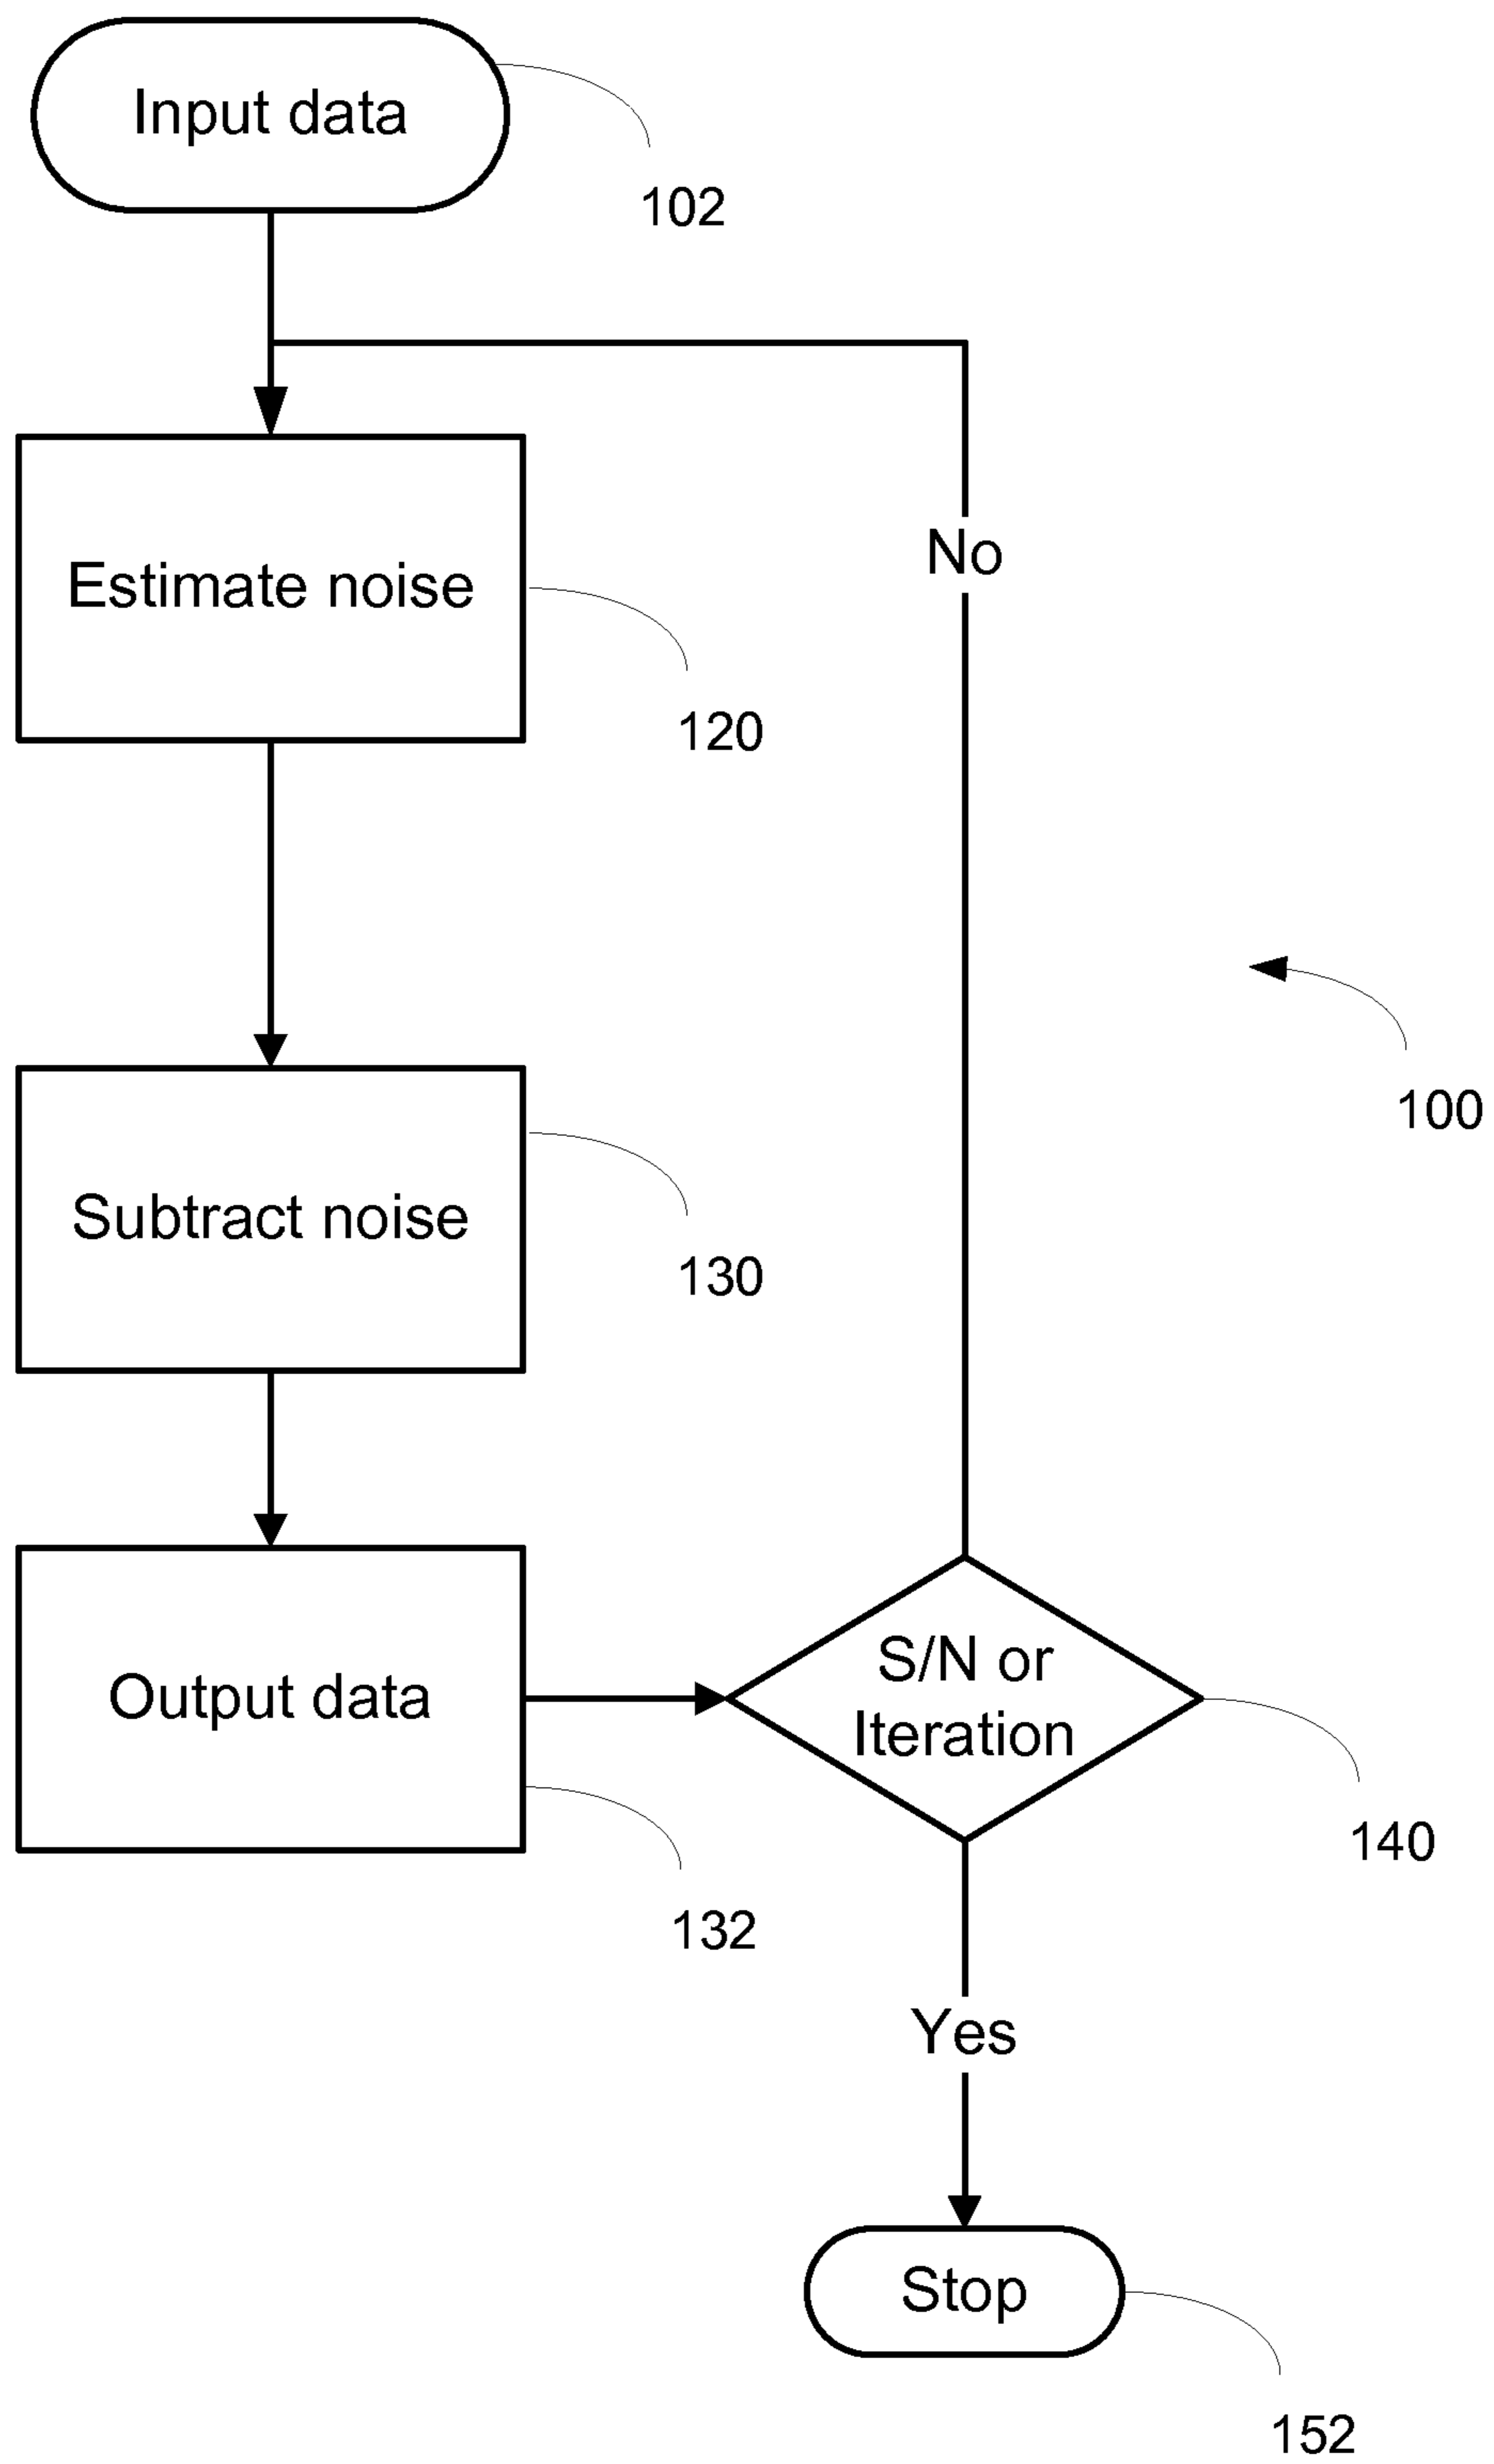 Input data
102
No
Estimate noise
120
100
Subtract noise
130
S/N or
Iteration
Output data
140
132
Yes
Stop
152